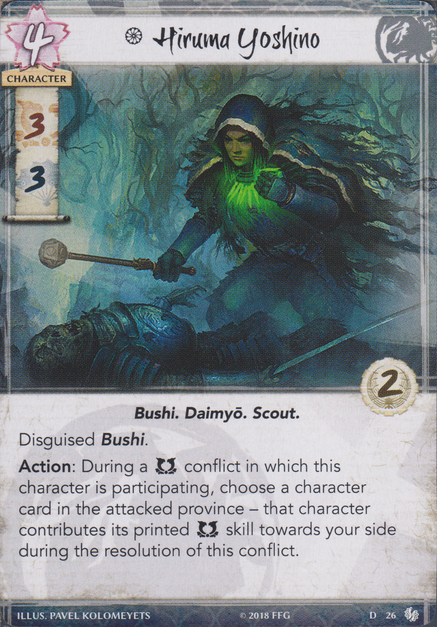 4
Hiruma Yoshino
CHARACTER
3
3
2
Bushi. Daimyō. Scout.
Disguised Bushi.
Action: During a conflict in which this
character is participating, choose a character
card in the attacked province – that character
contributes its printed skill towards your side
during the resolution of this conflict.
ILLUS. PAVEL KOLOMEYETS © 2018 FFG D 26